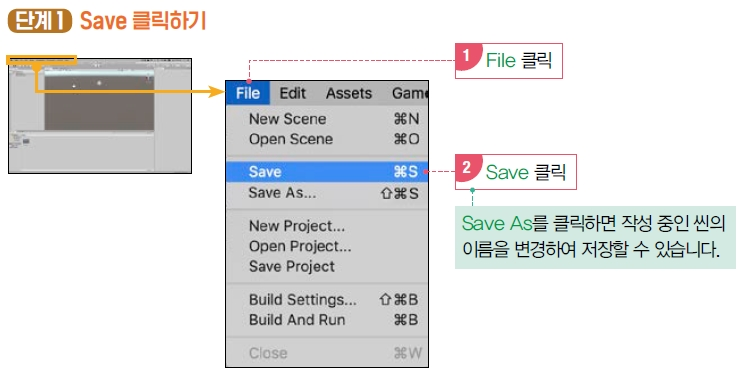 단계 1 Save 클릭하기
1 File 클릭
File Edit Assets Game
New Scene ⌘N
Open Scene ⌘O
Save ⌘S
2 Save 클릭
Save As... ⇧⌘S
Save As를 클릭하면 작성 중인 씬의
이름을 변경하여 저장할 수 있습니다.
New Project...
Open Project...
Save Project
Build Settings... ⇧⌘B
Build And Run ⌘B
Close ⌘W